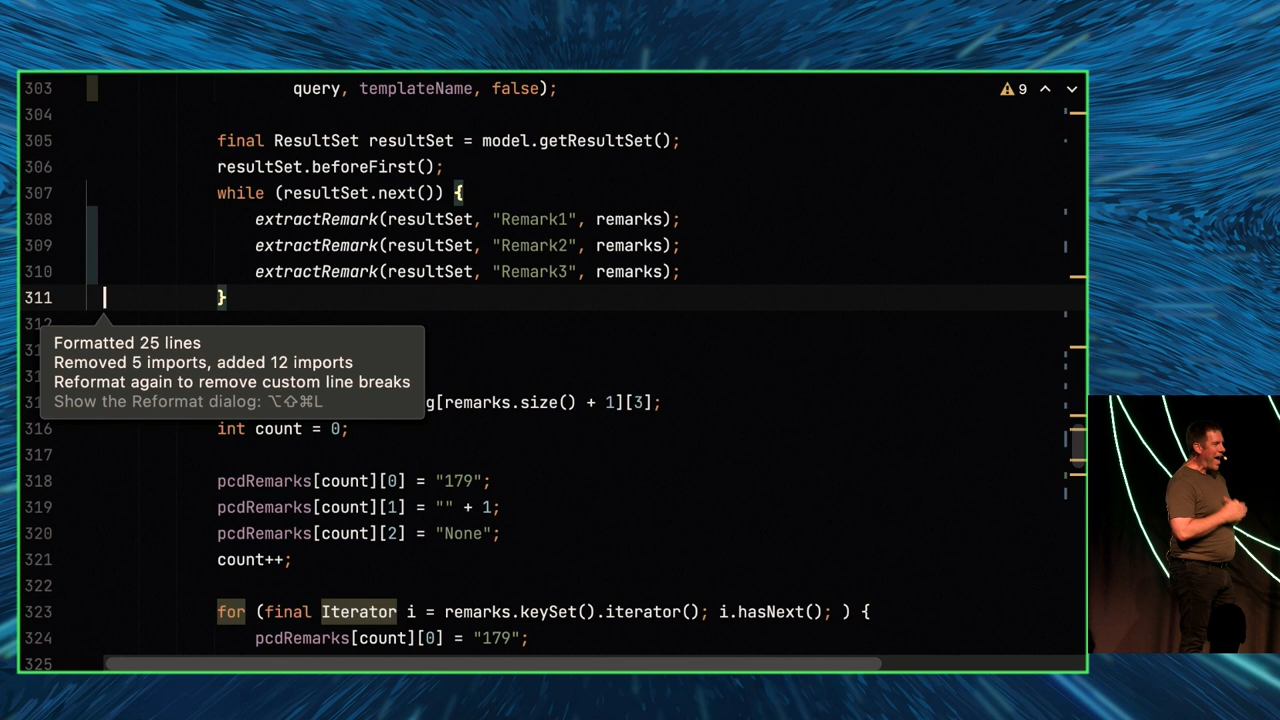 303 query, templateName, false);
9
304
305 final ResultSet resultSet = model.getResultSet();
306 resultSet.beforeFirst();
307 while (resultSet.next()) {
308 extractRemark(resultSet, "Remark1", remarks);
309 extractRemark(resultSet, "Remark2", remarks);
310 extractRemark(resultSet, "Remark3", remarks);
311 }
312
Formatted 25 lines
Removed 5 imports, added 12 imports
Reformat again to remove custom line breaks
Show the Reformat dialog: ⌥⇧⌘L
g[remarks.size() + 1][3];
316 int count = 0;
317
318 pcdRemarks[count][0] = "179";
319 pcdRemarks[count][1] = "" + 1;
320 pcdRemarks[count][2] = "None";
321 count++;
322
323 for (final Iterator i = remarks.keySet().iterator(); i.hasNext(); ) {
324 pcdRemarks[count][0] = "179";
325